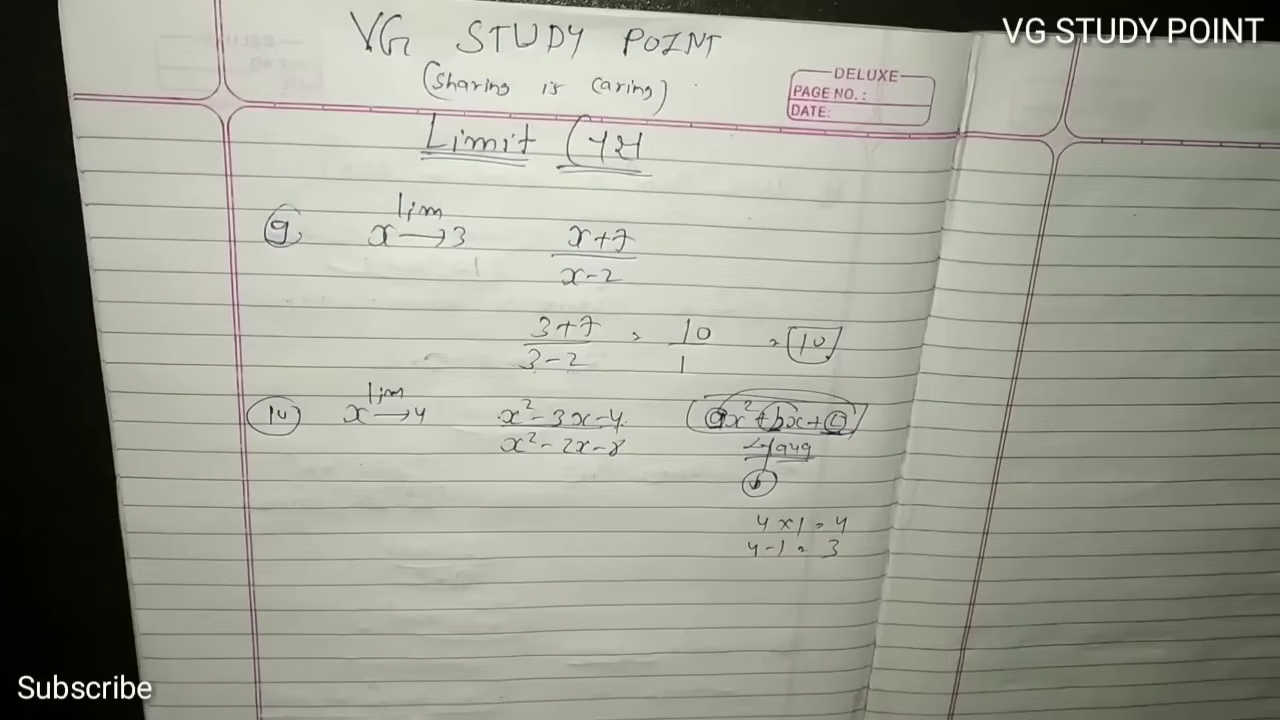 VG STUDY POINT
VG STUDY POINT
(Sharing is Caring)
DELUXE
PAGE NO.:
DATE:
Limit
9 lim x→3 x+7 / x-2
3+7 / 3-2 = 10 / 1 = 10
10 lim x→4 x²-3x-4 / x²-2x-8 ax²+bx+c
b
4×1=4
4-1=3
Subscribe